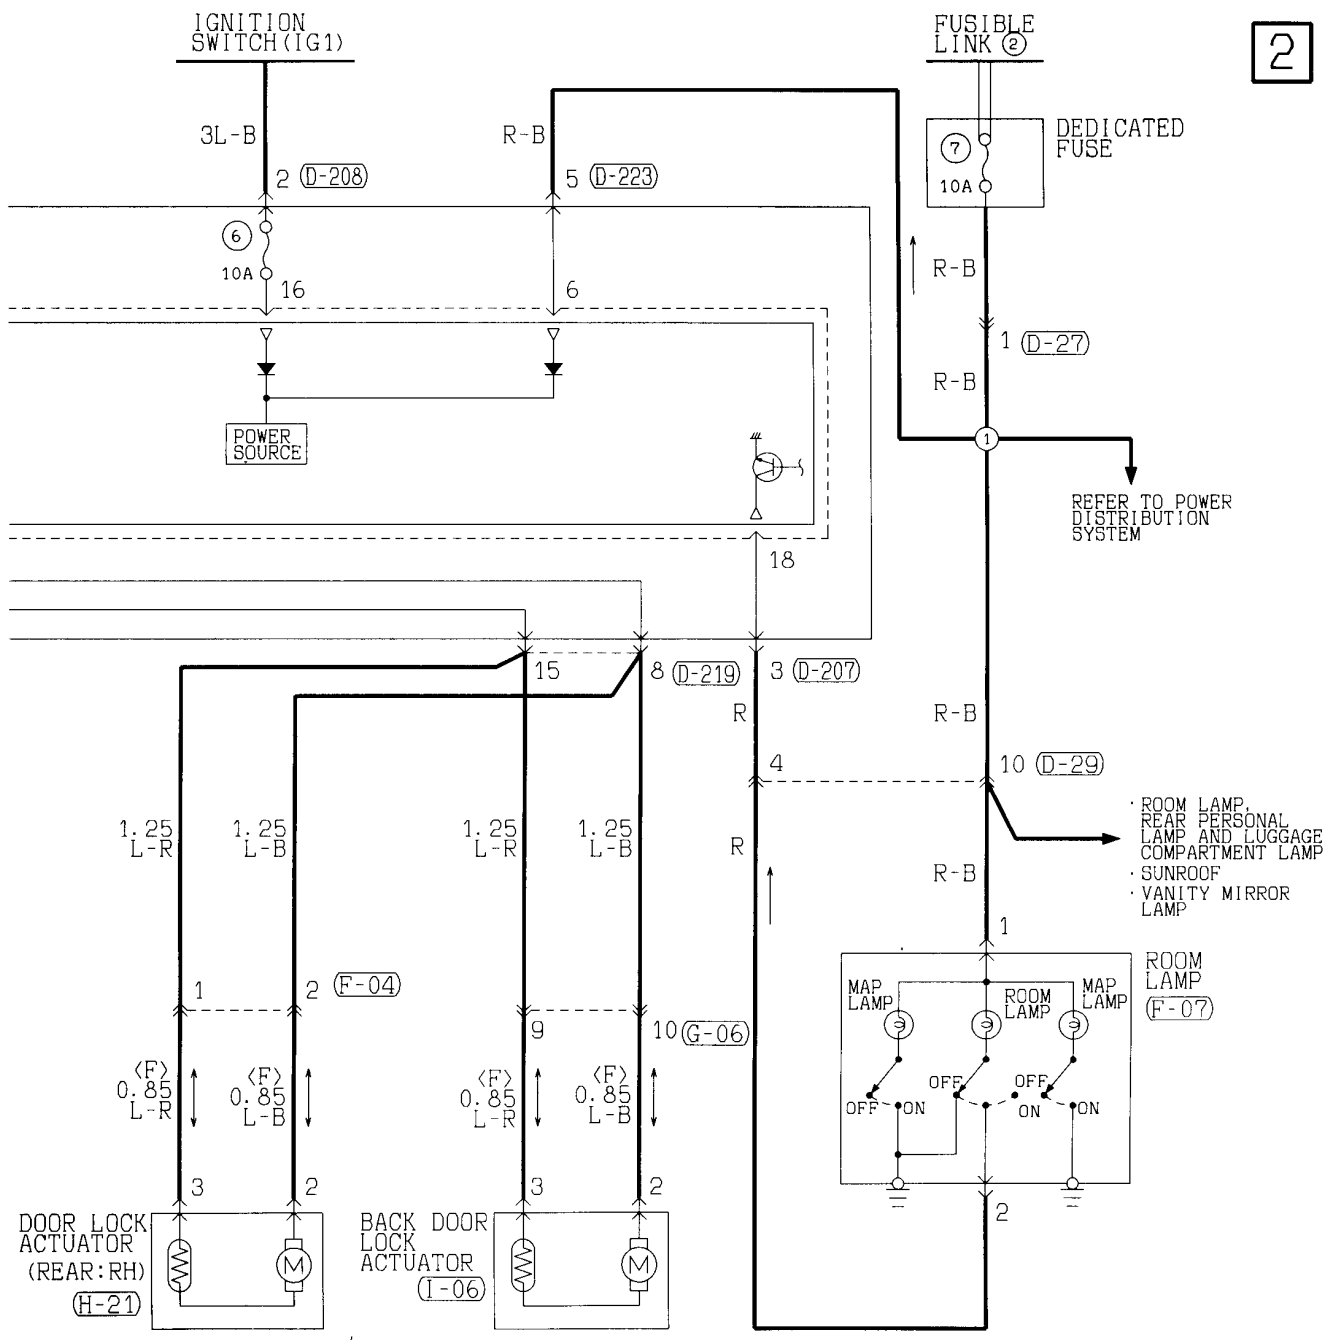 IGNITION
SWITCH(IG1)
FUSIBLE
LINK ②
2
3L-B
R-B
DEDICATED
FUSE
7
10A
2 D-208
5 D-223
6
10A
16
6
R-B
1 D-27
R-B
POWER
SOURCE
1
REFER TO POWER
DISTRIBUTION
SYSTEM
18
15
8 D-219
3 D-207
R
R-B
4
10 D-29
· ROOM LAMP,
REAR PERSONAL
LAMP AND LUGGAGE
COMPARTMENT LAMP
· SUNROOF
· VANITY MIRROR
LAMP
1.25
L-R
1.25
L-B
1.25
L-R
1.25
L-B
R
R-B
1
ROOM
LAMP
F-07
MAP
LAMP
ROOM
LAMP
MAP
LAMP
1
2 F-04
9
10 G-06
<F>
0.85
L-R
<F>
0.85
L-B
<F>
0.85
L-R
<F>
0.85
L-B
OFF
ON
OFF
OFF
ON
ON
3
2
3
2
2
DOOR LOCK
ACTUATOR
(REAR:RH)
H-21
M
BACK DOOR
LOCK
ACTUATOR
I-06
M